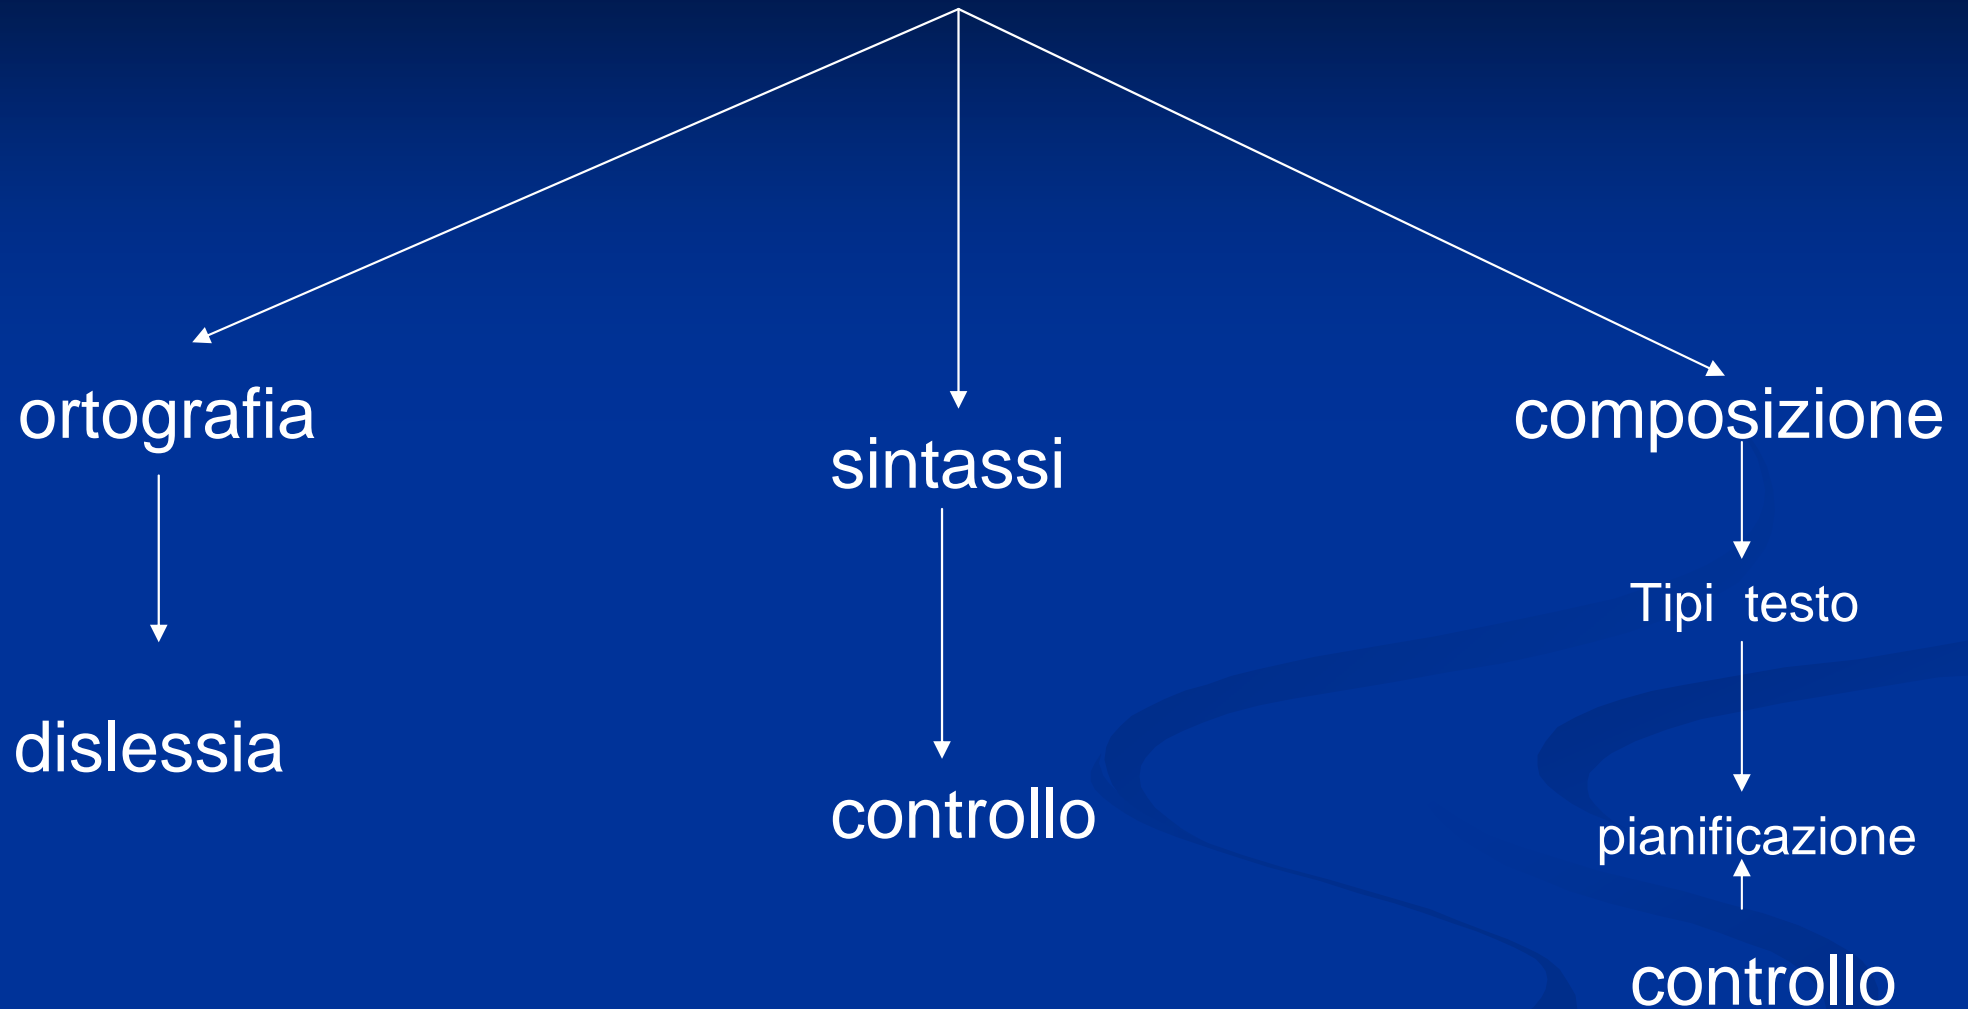 ortografia
sintassi
composizione
Tipi testo
dislessia
controllo
pianificazione
controllo